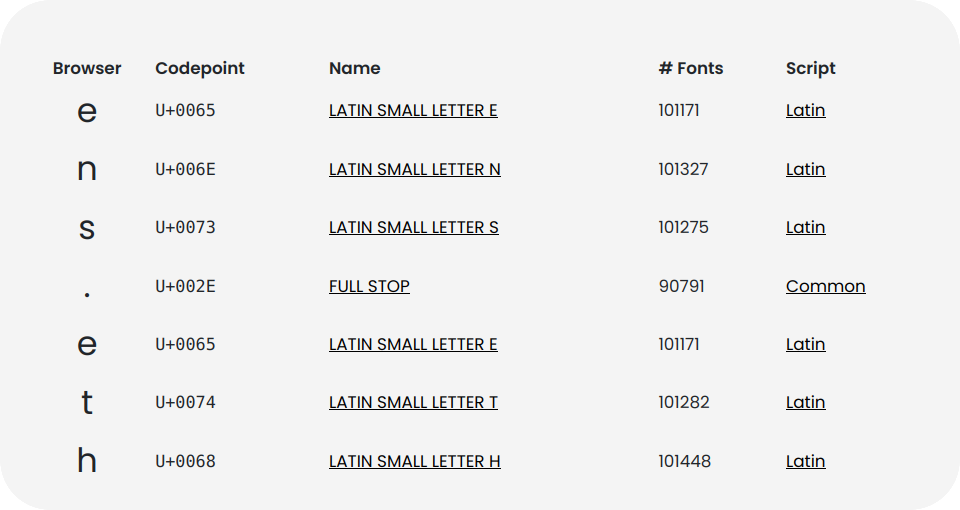 Browser Codepoint Name # Fonts Script
e U+0065 LATIN SMALL LETTER E 101171 Latin
n U+006E LATIN SMALL LETTER N 101327 Latin
s U+0073 LATIN SMALL LETTER S 101275 Latin
. U+002E FULL STOP 90791 Common
e U+0065 LATIN SMALL LETTER E 101171 Latin
t U+0074 LATIN SMALL LETTER T 101282 Latin
h U+0068 LATIN SMALL LETTER H 101448 Latin